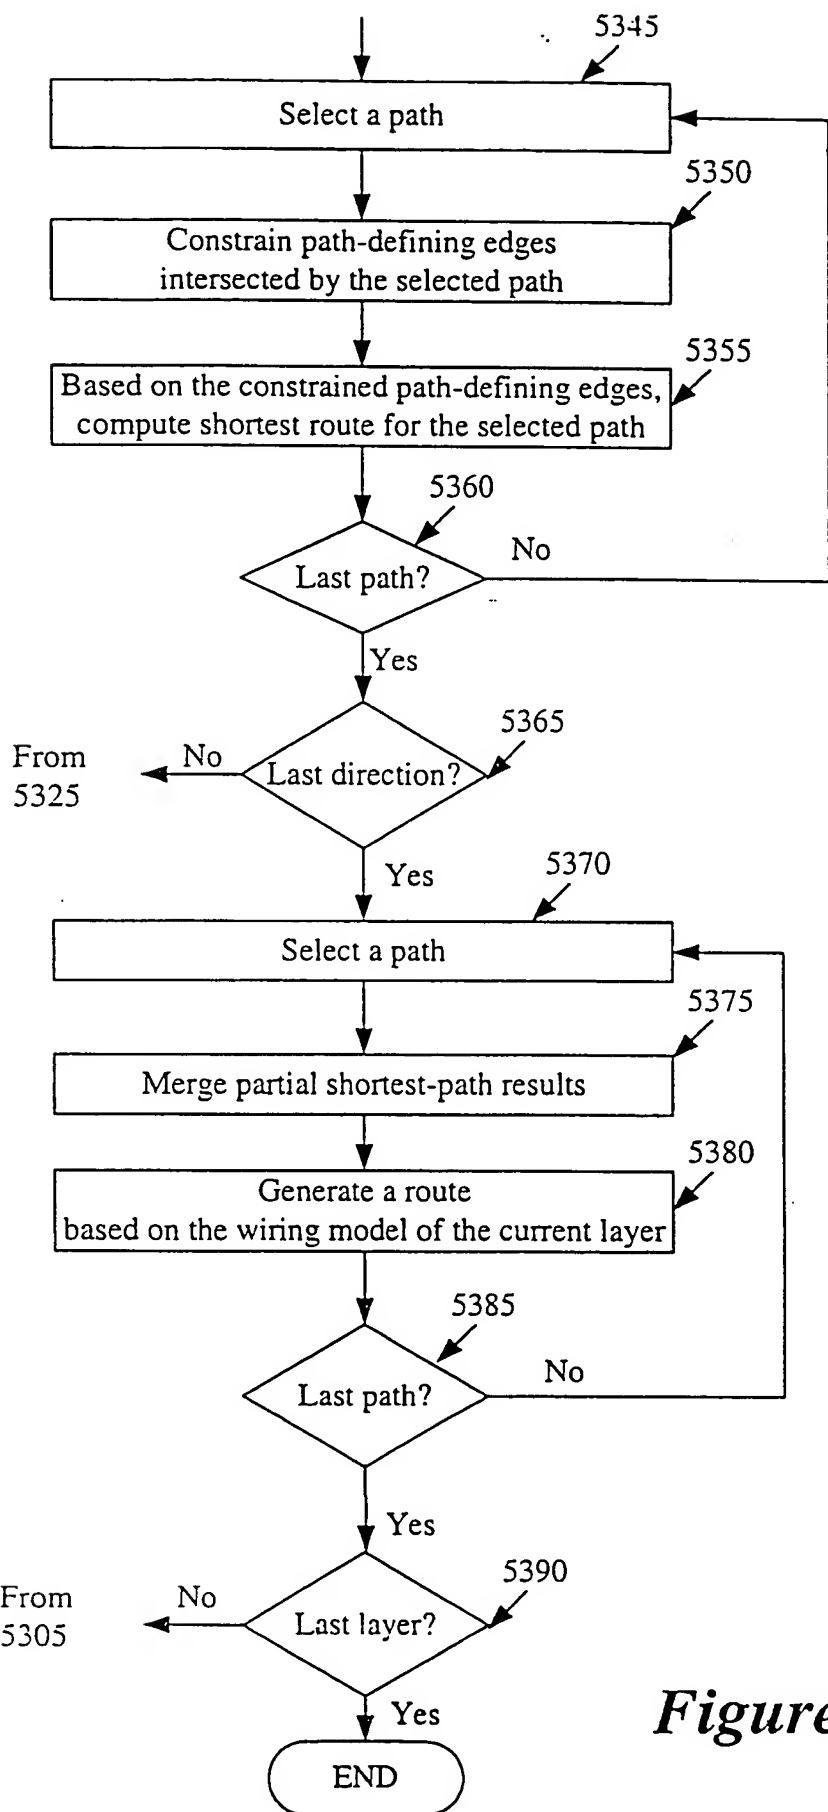 5345
Select a path
5350
Constrain path-defining edges
intersected by the selected path
5355
Based on the constrained path-defining edges,
compute shortest route for the selected path
5360
Last path?
No
Yes
5365
From
5325
No
Last direction?
Yes
5370
Select a path
5375
Merge partial shortest-path results
5380
Generate a route
based on the wiring model of the current layer
5385
Last path?
No
Yes
5390
From
5305
No
Last layer?
Yes
Figure
END